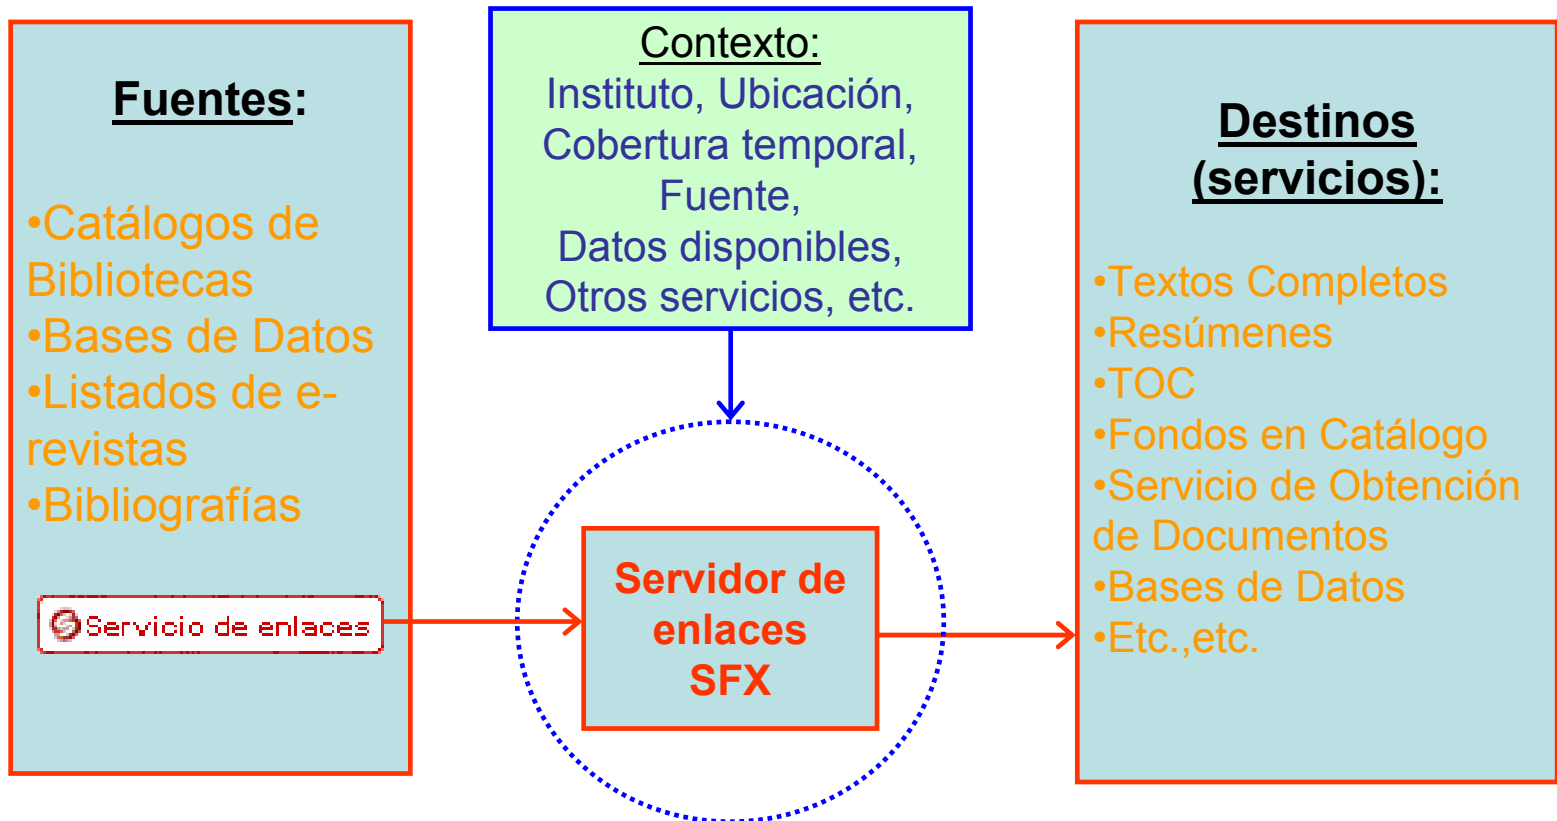 Fuentes:
•Catálogos de
Bibliotecas
•Bases de Datos
•Listados de e-
revistas
•Bibliografías
Servicio de enlaces
Contexto:
Instituto, Ubicación,
Cobertura temporal,
Fuente,
Datos disponibles,
Otros servicios, etc.
Servidor de
enlaces
SFX
Destinos
(servicios):
•Textos Completos
•Resúmenes
•TOC
•Fondos en Catálogo
•Servicio de Obtención
de Documentos
•Bases de Datos
•Etc.,etc.